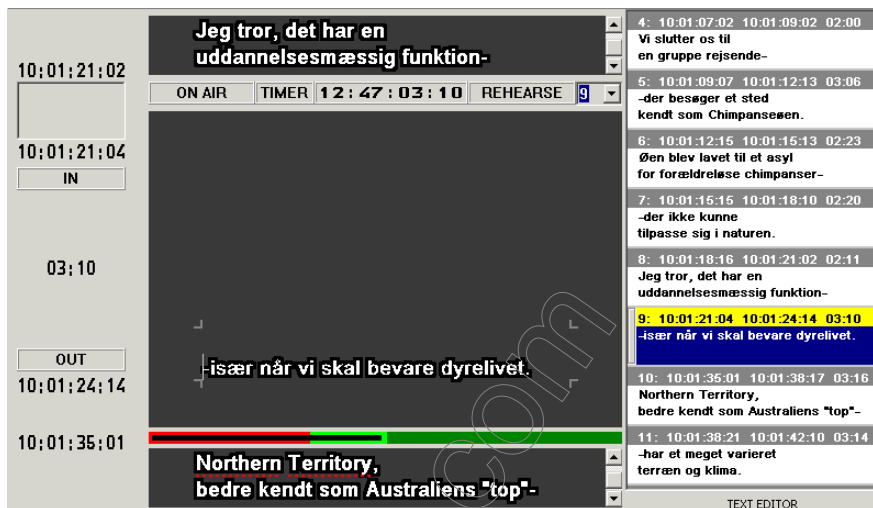 10:01:21:02
10:01:21:04
IN
03:10
OUT
10:01:24:14
10:01:35:01
Jeg tror, det har en
uddannelsesmæssig funktion-
ON AIR TIMER 12:47:03:10 REHEARSE 9
-især når vi skal bevare dyrelivet.
Northern Territory,
bedre kendt som Australiens "top"-
4: 10:01:07:02 10:01:09:02 02:00
Vi slutter os til
en gruppe rejsende-
5: 10:01:09:07 10:01:12:13 03:06
-der besøger et sted
kendt som Chimpanseøen.
6: 10:01:12:15 10:01:15:13 02:23
Øen blev lavet til et asyl
for forældreløse chimpanser-
7: 10:01:15:15 10:01:18:10 02:20
-der ikke kunne
tilpasse sig i naturen.
8: 10:01:18:16 10:01:21:02 02:11
Jeg tror, det har en
uddannelsesmæssig funktion-
9: 10:01:21:04 10:01:24:14 03:10
-især når vi skal bevare dyrelivet.
10: 10:01:35:01 10:01:38:17 03:16
Northern Territory,
bedre kendt som Australiens "top"-
11: 10:01:38:21 10:01:42:10 03:14
-har et meget varieret
terræn og klima.
TEXT EDITOR
com